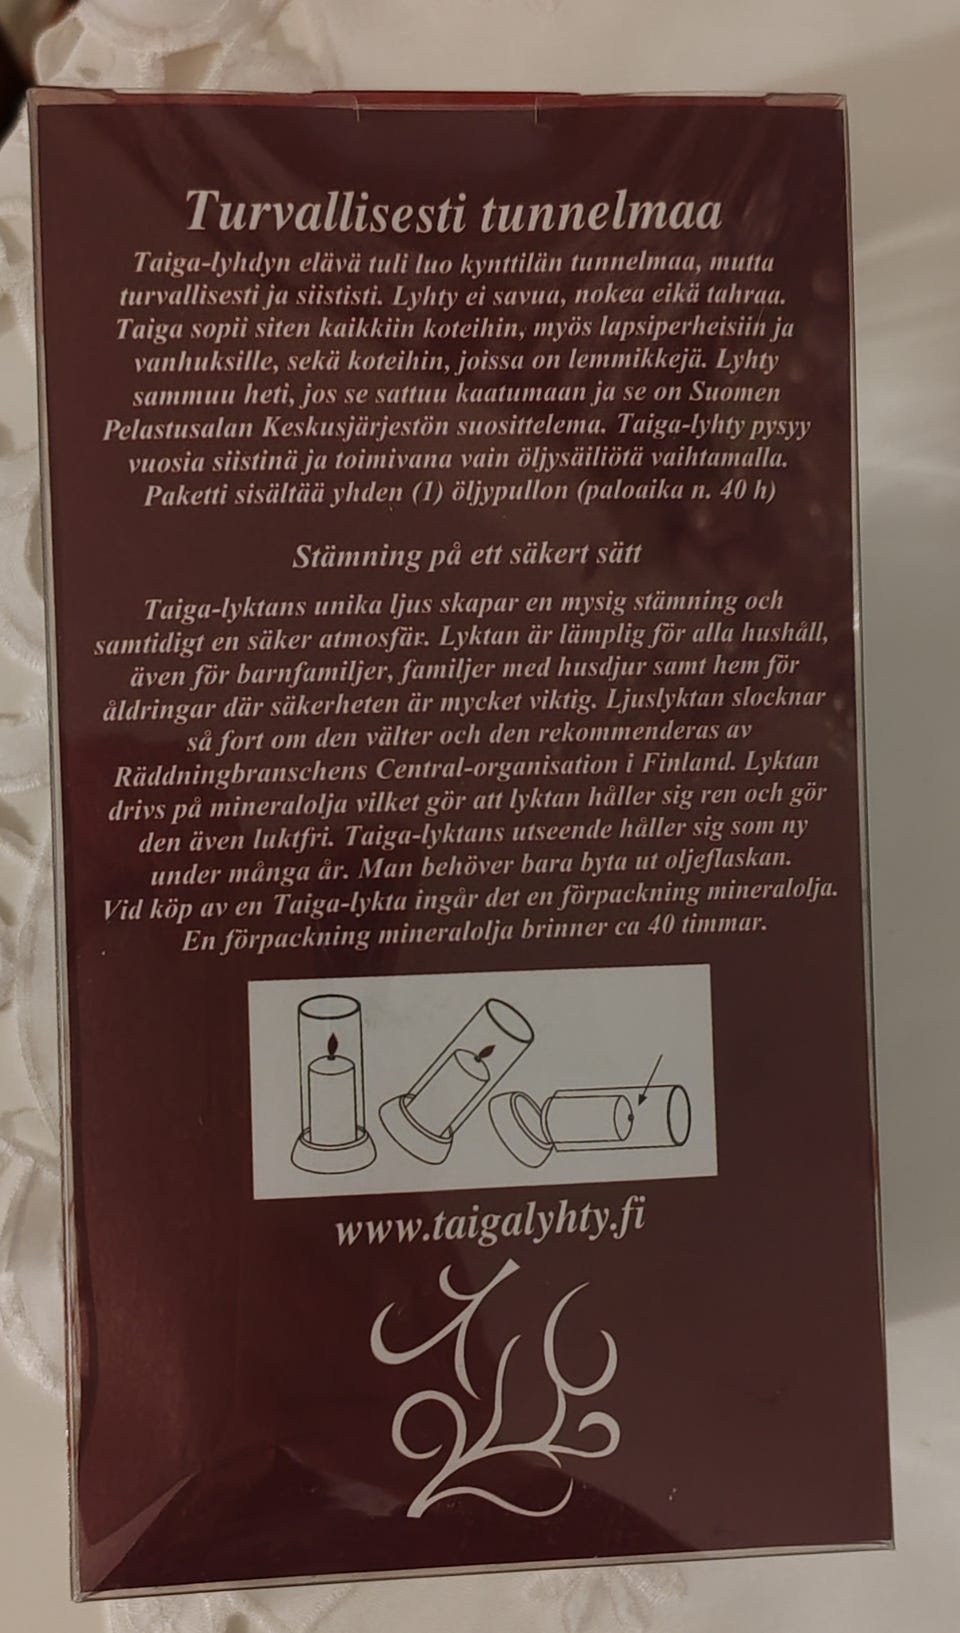 Turvallisesti tunnelmaa
Taiga-lyhdyn elävä tuli luo kynttilän tunnelmaa, mutta
turvallisesti ja siististi. Lyhty ei savua, nokea eikä tahraa.
Taiga sopii siten kaikkiin koteihin, myös lapsiperheisiin ja
vanhuksille, sekä koteihin, joissa on lemmikkejä. Lyhty
sammuu heti, jos se sattuu kaatumaan ja se on Suomen
Pelastusalan Keskusjärjestön suosittelema. Taiga-lyhty pysyy
vuosia siistinä ja toimivana vain öljysäiliötä vaihtamalla.
Paketti sisältää yhden (1) öljypullon (paloaika n. 40 h)
Stämning på ett säkert sätt
Taiga-lyktans unika ljus skapar en mysig stämning och
samtidigt en säker atmosfär. Lyktan är lämplig för alla hushåll,
även för barnfamiljer, familjer med husdjur samt hem för
åldringar där säkerheten är mycket viktig. Ljuslyktan slocknar
så fort om den välter och den rekommenderas av
Räddningbranschens Central-organisation i Finland. Lyktan
drivs på mineralolja vilket gör att lyktan håller sig ren och gör
den även luktfri. Taiga-lyktans utseende håller sig som ny
under många år. Man behöver bara byta ut oljeflaskan.
Vid köp av en Taiga-lykta ingår det en förpackning mineralolja.
En förpackning mineralolja brinner ca 40 timmar.
www.taigalyhty.fi